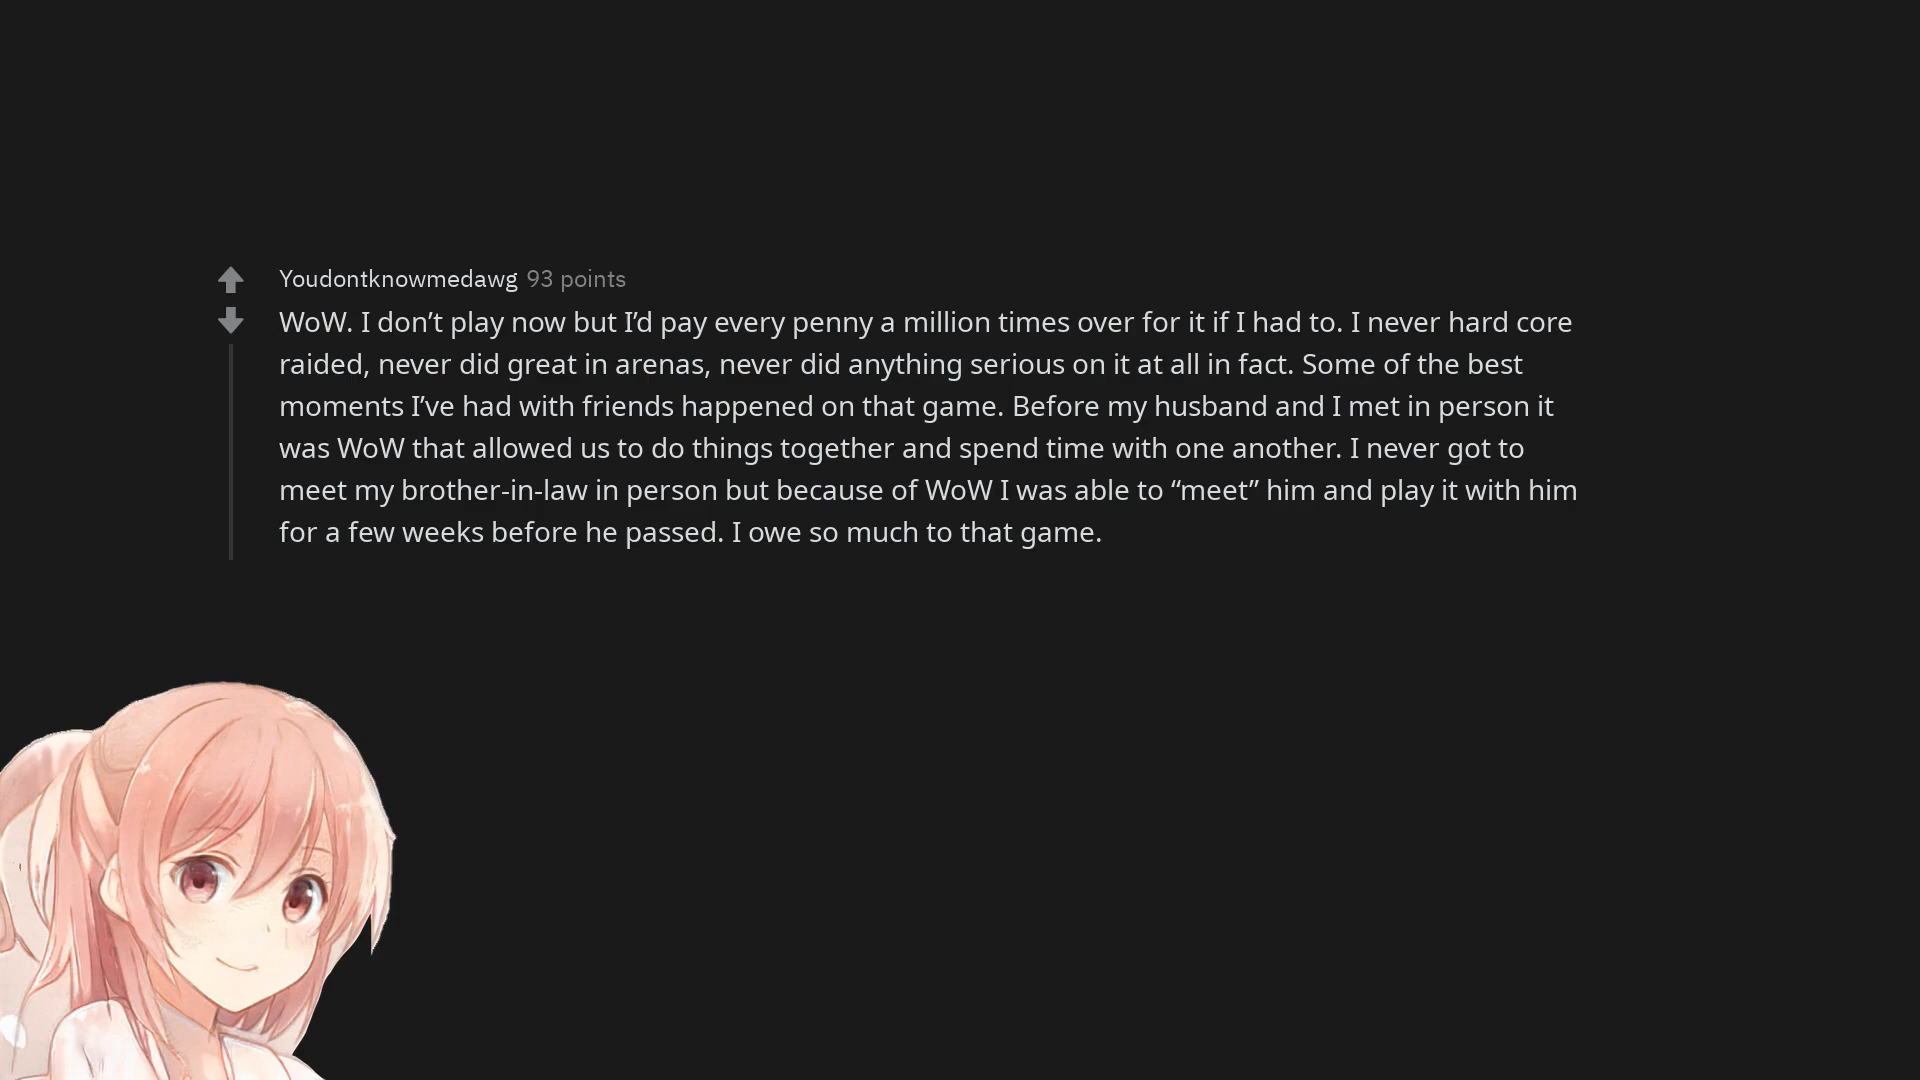 Youdontknowmedawg 93 points
WoW. I don’t play now but I’d pay every penny a million times over for it if I had to. I never hard core
raided, never did great in arenas, never did anything serious on it at all in fact. Some of the best
moments I’ve had with friends happened on that game. Before my husband and I met in person it
was WoW that allowed us to do things together and spend time with one another. I never got to
meet my brother-in-law in person but because of WoW I was able to “meet” him and play it with him
for a few weeks before he passed. I owe so much to that game.